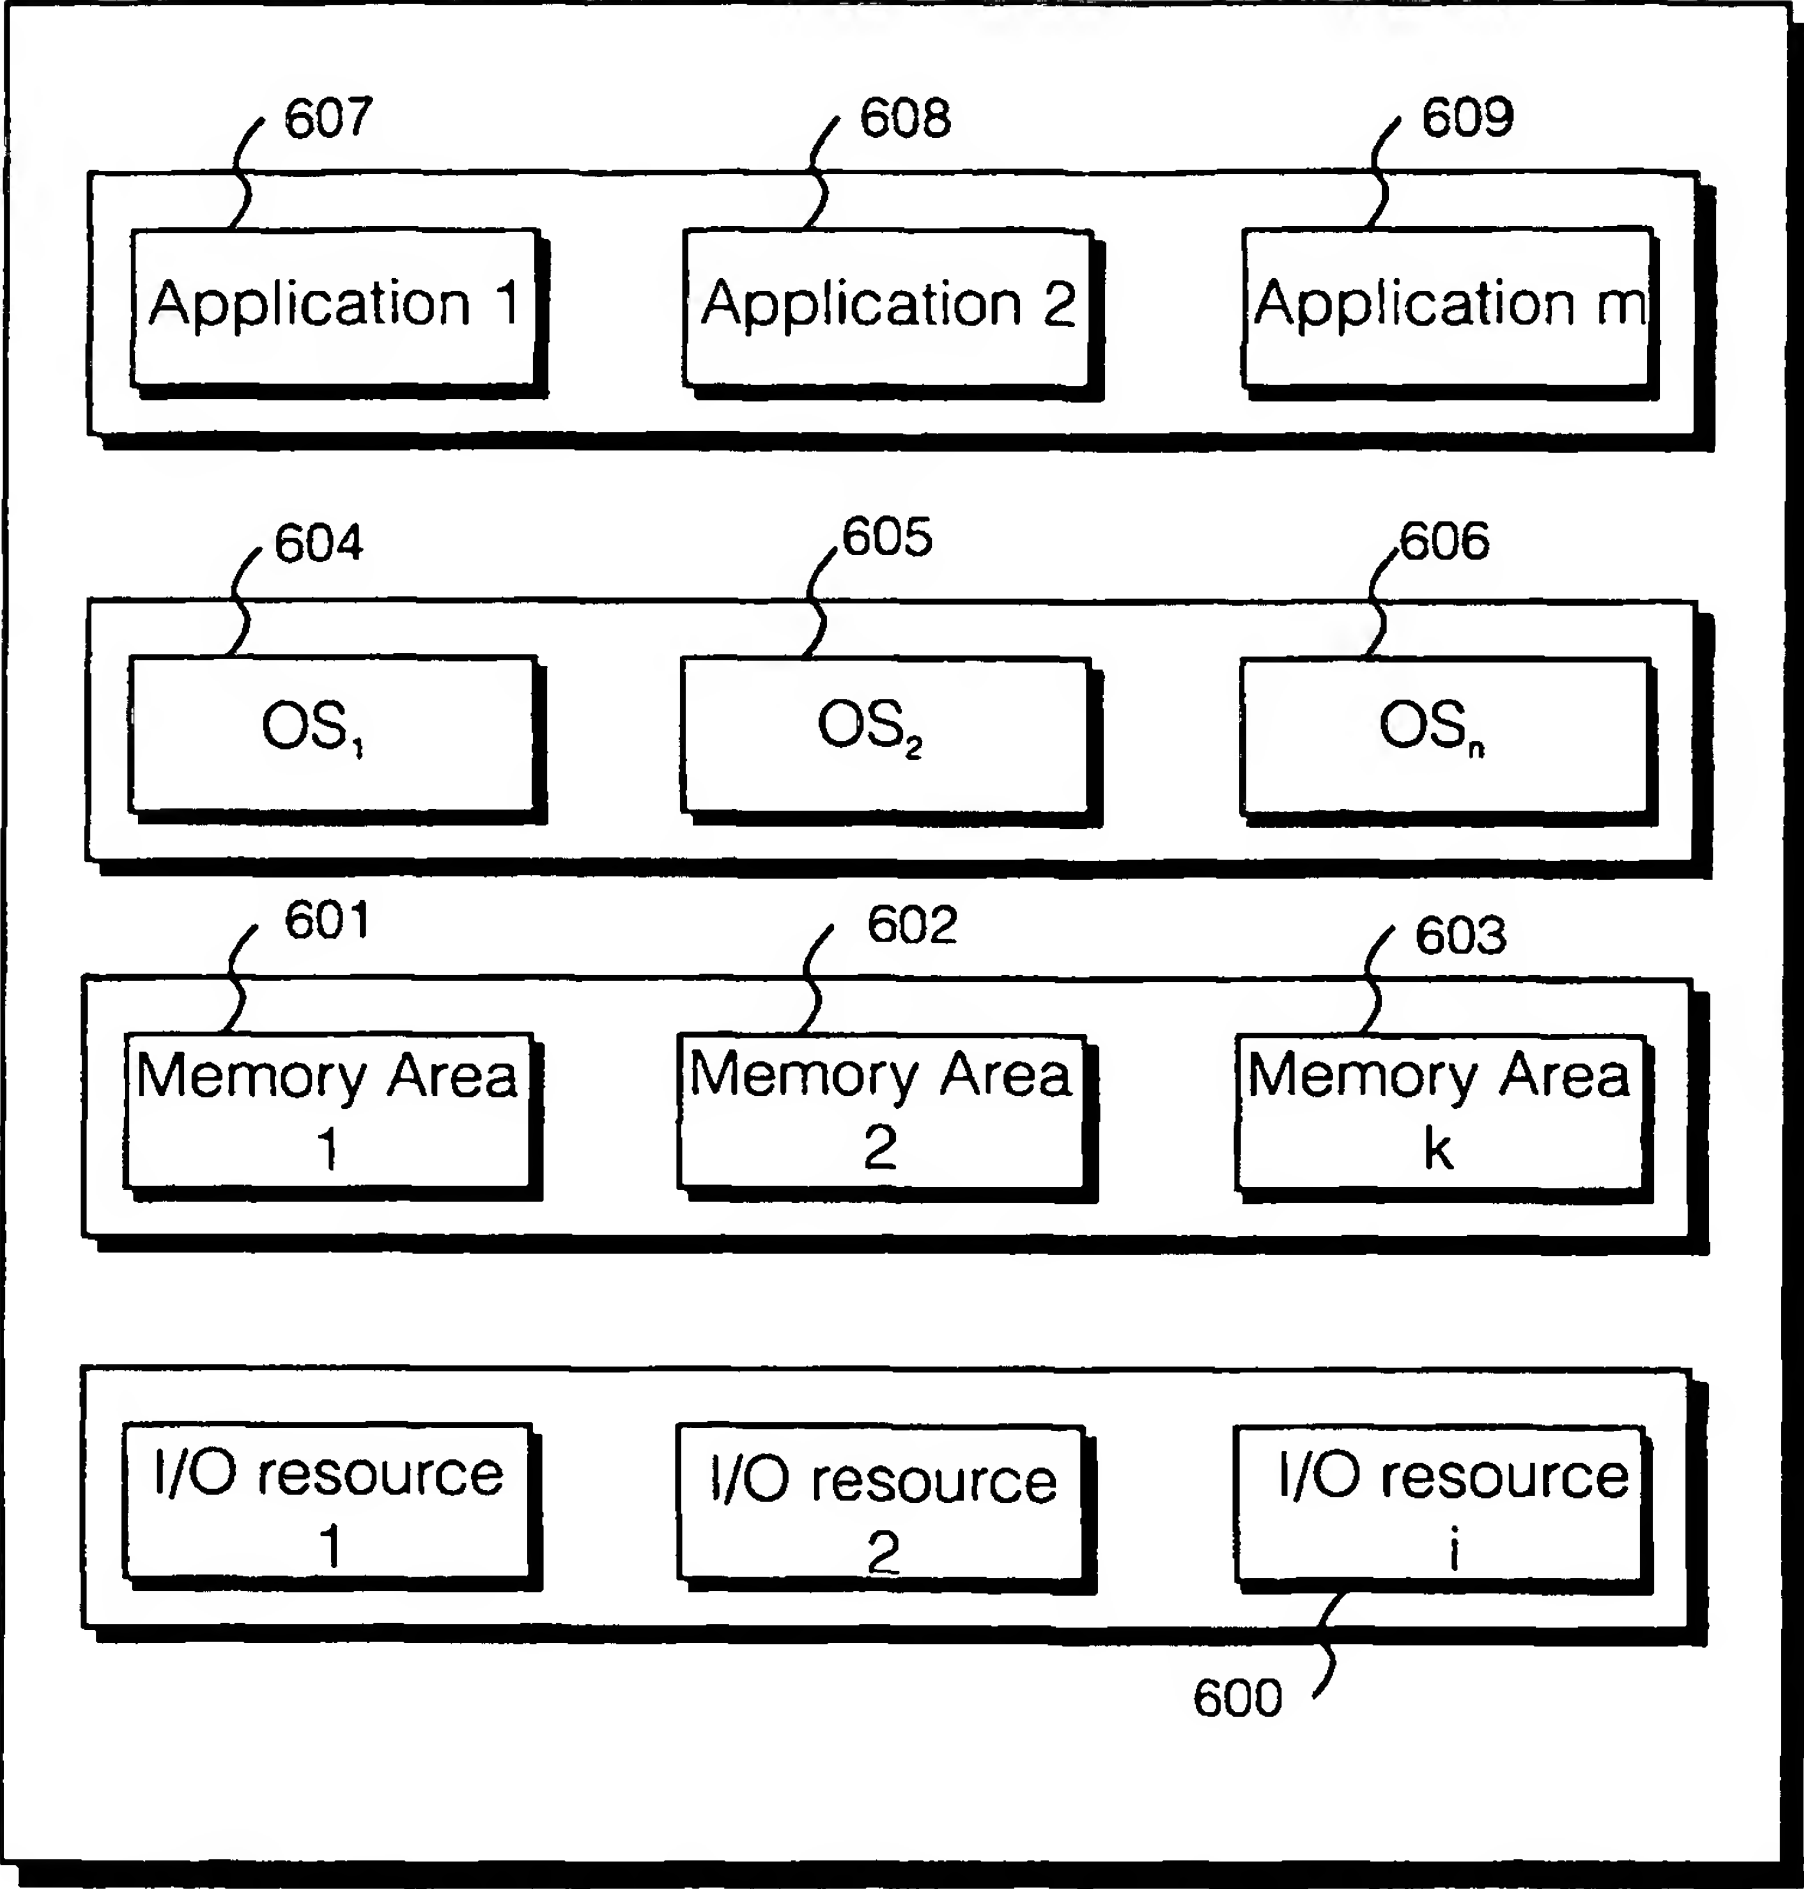 607 608 609
Application 1 Application 2 Application m
604 605 606
OS₁ OS₂ OSₙ
601 602 603
Memory Area Memory Area Memory Area
1 2 k
I/O resource I/O resource I/O resource
1 2 i
600